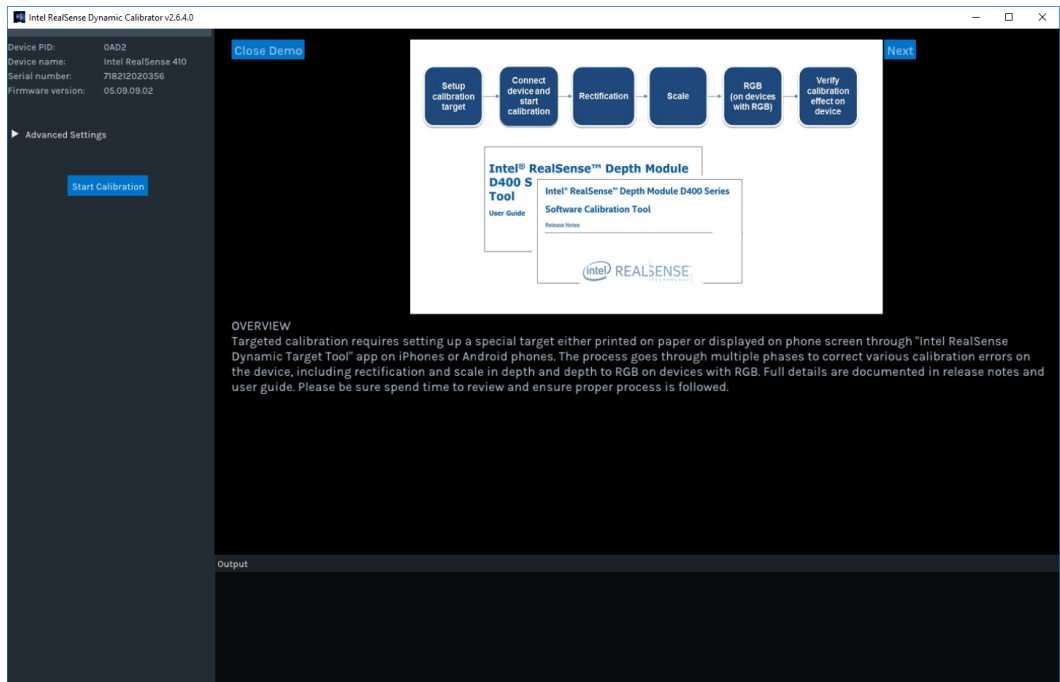 Intel RealSense Dynamic Calibrator v2.6.4.0
Device PID: 0AD2
Device name: Intel RealSense 410
Serial number: 718212020356
Firmware version: 05.09.09.02
Advanced Settings
Start Calibration
Close Demo
Next
Setup calibration target
Connect device and start calibration
Rectification
Scale
RGB (on devices with RGB)
Verify calibration effect on device
Intel® RealSense™ Depth Module
D400 S
Tool
User Guide
Intel® RealSense™ Depth Module D400 Series
Software Calibration Tool
Release Notes
intel REALSENSE
TECHNOLOGY
OVERVIEW
Targeted calibration requires setting up a special target either printed on paper or displayed on phone screen through "Intel RealSense
Dynamic Target Tool" app on iPhones or Android phones. The process goes through multiple phases to correct various calibration errors on
the device, including rectification and scale in depth and depth to RGB on devices with RGB. Full details are documented in release notes and
user guide. Please be sure spend time to review and ensure proper process is followed.
Output